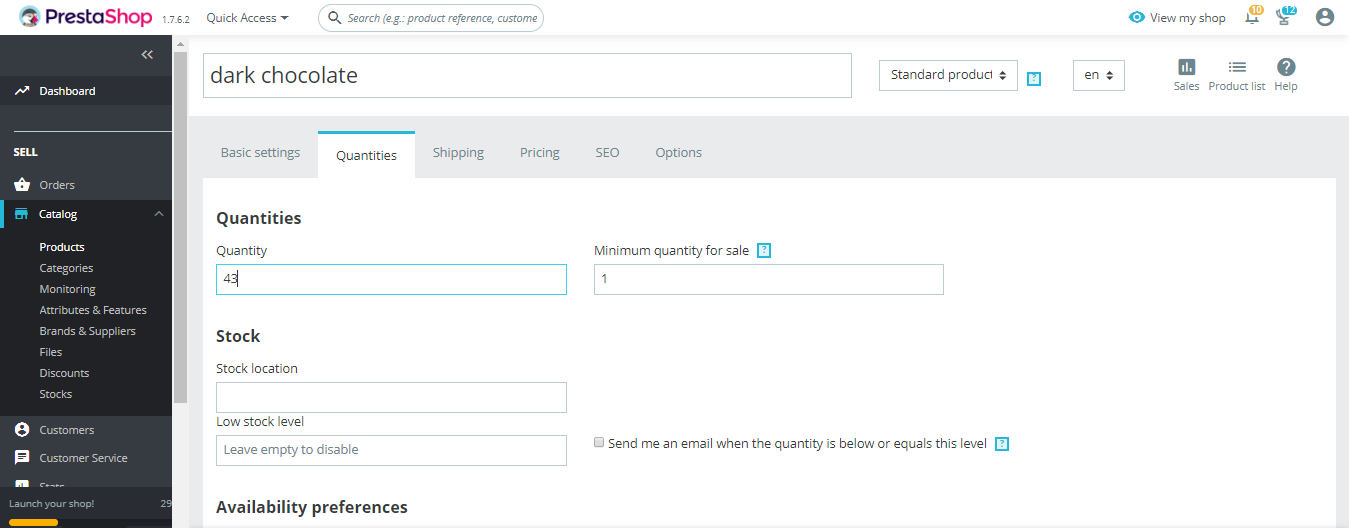 PrestaShop 1.7.6.2 Quick Access Search (e.g.: product reference, custome View my shop 10 12
dark chocolate Standard product ? en Sales Product list Help
Dashboard
SELL
Orders
Catalog
Products
Categories
Monitoring
Attributes & Features
Brands & Suppliers
Files
Discounts
Stocks
Customers
Customer Service
Stats
Launch your shop! 29
Basic settings Quantities Shipping Pricing SEO Options
Quantities
Quantity Minimum quantity for sale ?
43 1
Stock
Stock location
Low stock level
Leave empty to disable Send me an email when the quantity is below or equals this level ?
Availability preferences